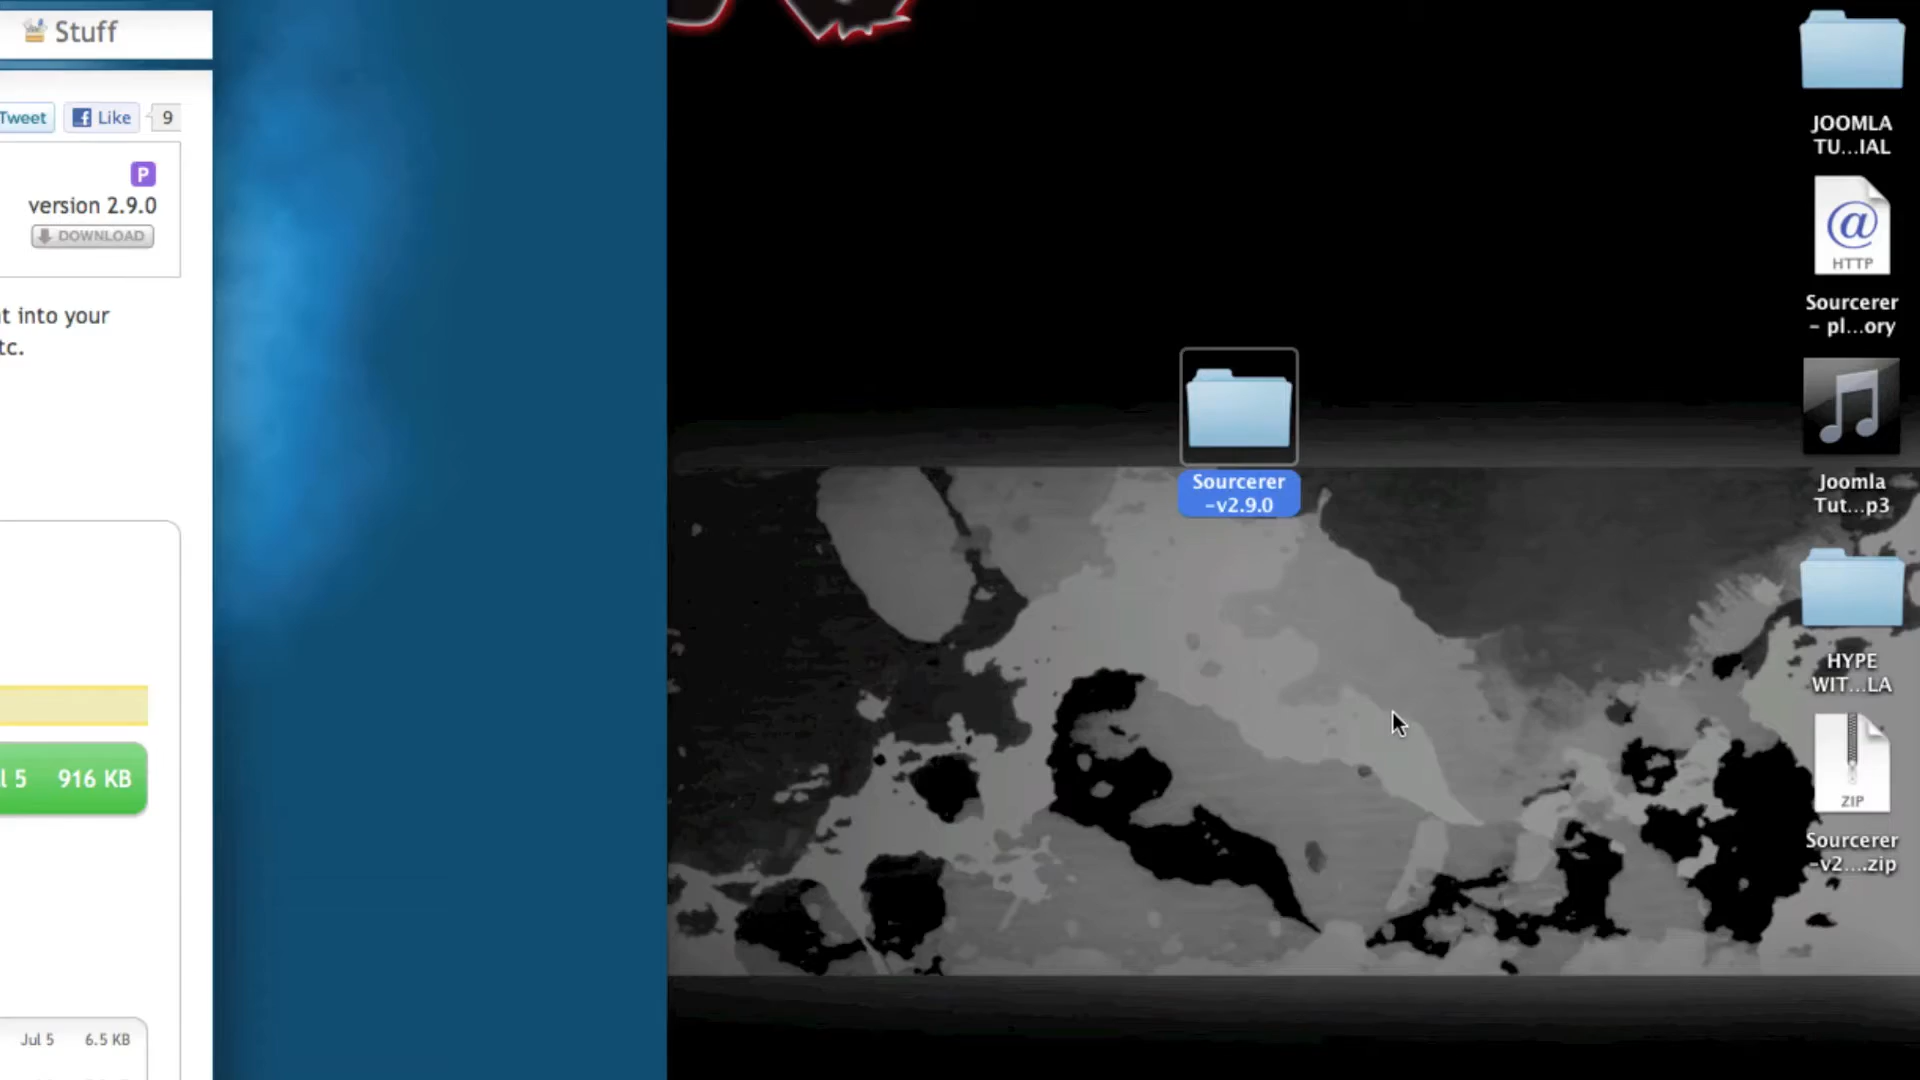 Stuff
Tweet
Like
9
P
version 2.9.0
DOWNLOAD
t into your
tc.
l 5 916 KB
Jul 5 6.5 KB
Sourcerer
-v2.9.0
JOOMLA
TU...IAL
@
HTTP
Sourcerer
- pl...ory
Joomla
Tut...p3
HYPE
WIT...LA
ZIP
Sourcerer
-v2....zip